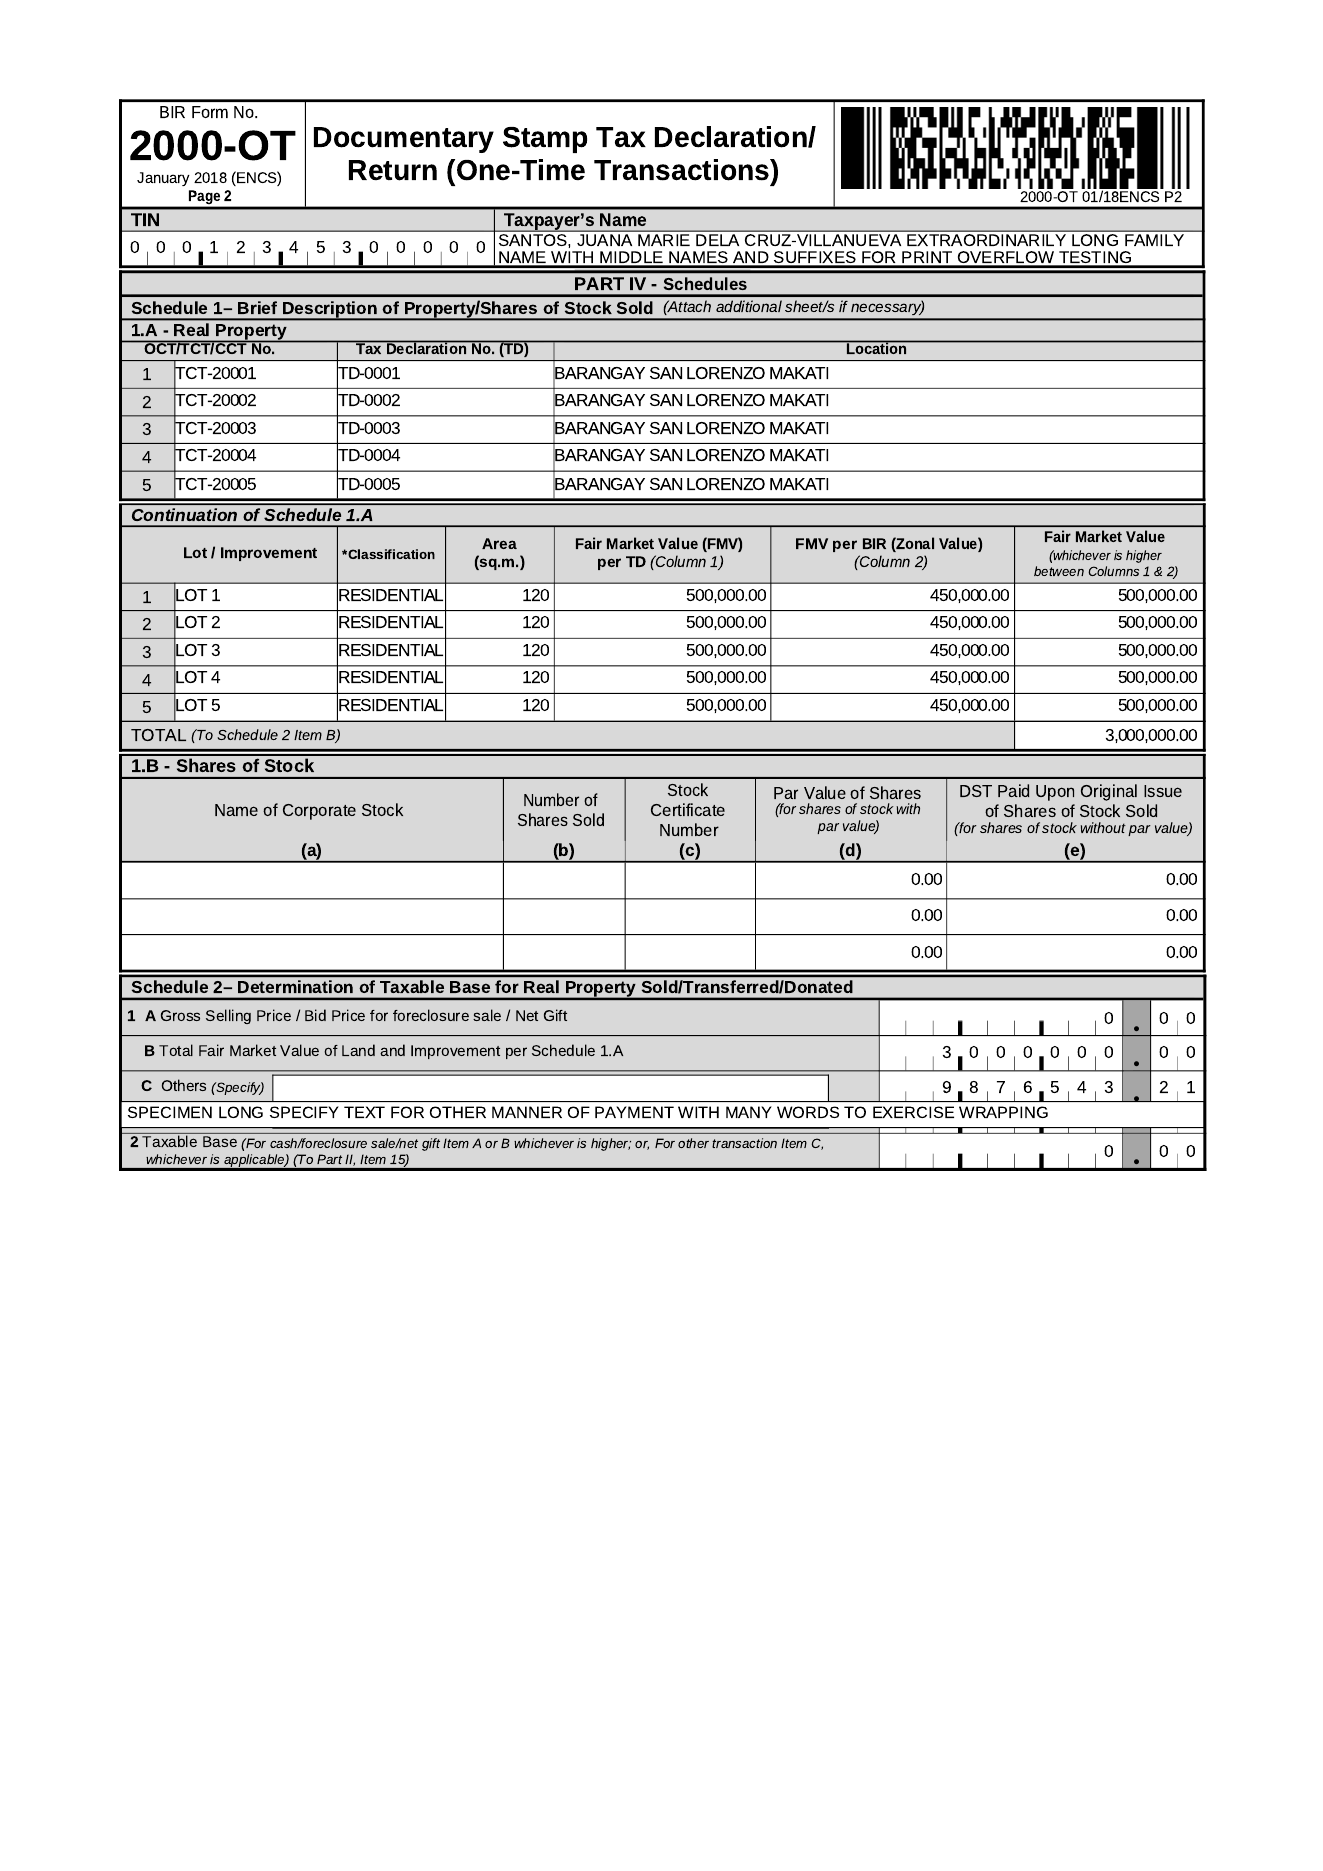 BIR Form No.
2000-OT
January 2018 (ENCS)
Page 2
Documentary Stamp Tax Declaration/
Return (One-Time Transactions)
2000-OT 01/18ENCS P2
TIN Taxpayer’s Name
0 0 0 1 2 3 4 5 3 0 0 0 0 0
SANTOS, JUANA MARIE DELA CRUZ-VILLANUEVA EXTRAORDINARILY LONG FAMILY
NAME WITH MIDDLE NAMES AND SUFFIXES FOR PRINT OVERFLOW TESTING
PART IV - Schedules
Schedule 1– Brief Description of Property/Shares of Stock Sold (Attach additional sheet/s if necessary)
1.A - Real Property
OCT/TCT/CCT No. Tax Declaration No. (TD) Location
1 TCT-20001 TD-0001 BARANGAY SAN LORENZO MAKATI
2 TCT-20002 TD-0002 BARANGAY SAN LORENZO MAKATI
3 TCT-20003 TD-0003 BARANGAY SAN LORENZO MAKATI
4 TCT-20004 TD-0004 BARANGAY SAN LORENZO MAKATI
5 TCT-20005 TD-0005 BARANGAY SAN LORENZO MAKATI
Continuation of Schedule 1.A
Lot / Improvement
*Classification
Area
(sq.m.)
Fair Market Value (FMV)
per TD (Column 1)
FMV per BIR (Zonal Value)
(Column 2)
Fair Market Value
(whichever is higher
between Columns 1 & 2)
1 LOT 1 RESIDENTIAL 120 500,000.00 450,000.00 500,000.00
2 LOT 2 RESIDENTIAL 120 500,000.00 450,000.00 500,000.00
3 LOT 3 RESIDENTIAL 120 500,000.00 450,000.00 500,000.00
4 LOT 4 RESIDENTIAL 120 500,000.00 450,000.00 500,000.00
5 LOT 5 RESIDENTIAL 120 500,000.00 450,000.00 500,000.00
TOTAL (To Schedule 2 Item B) 3,000,000.00
1.B - Shares of Stock
Name of Corporate Stock
(a)
Number of
Shares Sold
(b)
Stock
Certificate
Number
(c)
Par Value of Shares
(for shares of stock with
par value)
(d)
DST Paid Upon Original Issue
of Shares of Stock Sold
(for shares of stock without par value)
(e)
0.00 0.00
0.00 0.00
0.00 0.00
Schedule 2– Determination of Taxable Base for Real Property Sold/Transferred/Donated
1 A Gross Selling Price / Bid Price for foreclosure sale / Net Gift 0 . 0 0
B Total Fair Market Value of Land and Improvement per Schedule 1.A 3 0 0 0 0 0 0 . 0 0
C Others (Specify) 9 8 7 6 5 4 3 . 2 1
SPECIMEN LONG SPECIFY TEXT FOR OTHER MANNER OF PAYMENT WITH MANY WORDS TO EXERCISE WRAPPING
2 Taxable Base (For cash/foreclosure sale/net gift Item A or B whichever is higher; or, For other transaction Item C,
whichever is applicable) (To Part II, Item 15) 0 . 0 0